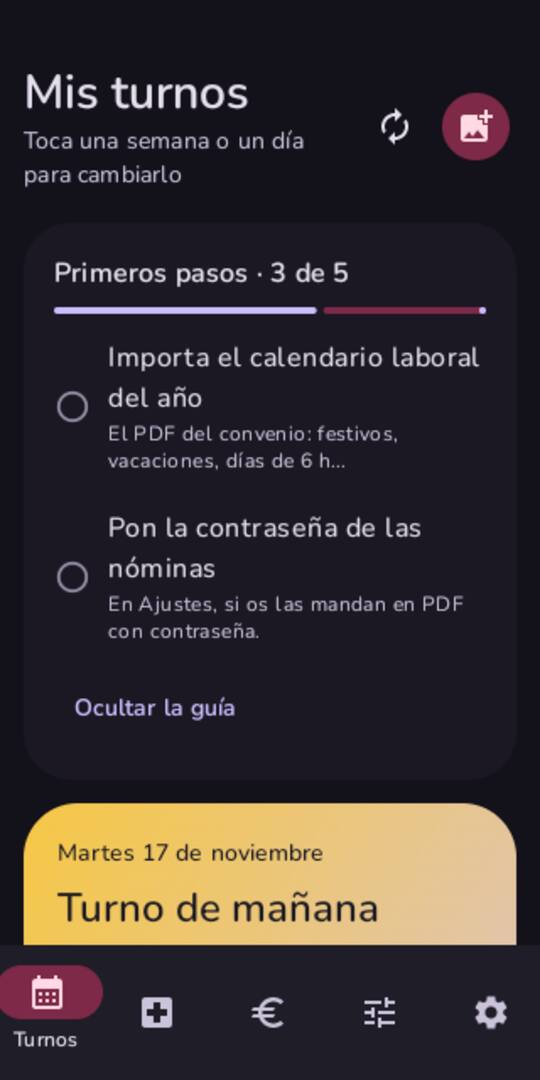 Mis turnos
Toca una semana o un día
para cambiarlo
Primeros pasos · 3 de 5
Importa el calendario laboral
del año
El PDF del convenio: festivos,
vacaciones, días de 6 h...
Pon la contraseña de las
nóminas
En Ajustes, si os las mandan en PDF
con contraseña.
Ocultar la guía
Martes 17 de noviembre
Turno de mañana
Turnos